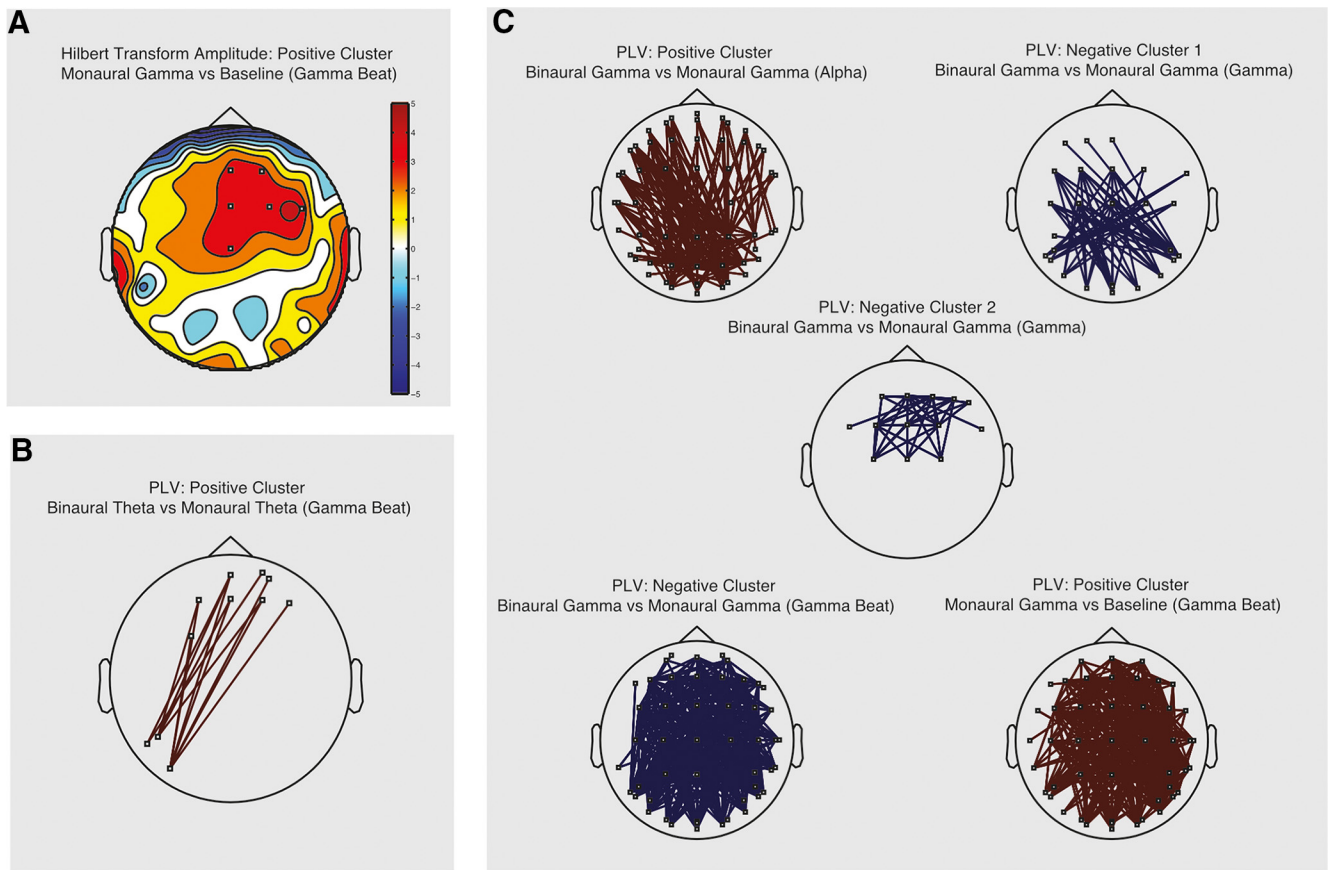 A
Hilbert Transform Amplitude: Positive Cluster
Monaural Gamma vs Baseline (Gamma Beat)
5
4
3
2
1
0
−1
−2
−3
−4
−5
B
PLV: Positive Cluster
Binaural Theta vs Monaural Theta (Gamma Beat)
C
PLV: Positive Cluster
Binaural Gamma vs Monaural Gamma (Alpha)
PLV: Negative Cluster 1
Binaural Gamma vs Monaural Gamma (Gamma)
PLV: Negative Cluster 2
Binaural Gamma vs Monaural Gamma (Gamma)
PLV: Negative Cluster
Binaural Gamma vs Monaural Gamma (Gamma Beat)
PLV: Positive Cluster
Monaural Gamma vs Baseline (Gamma Beat)